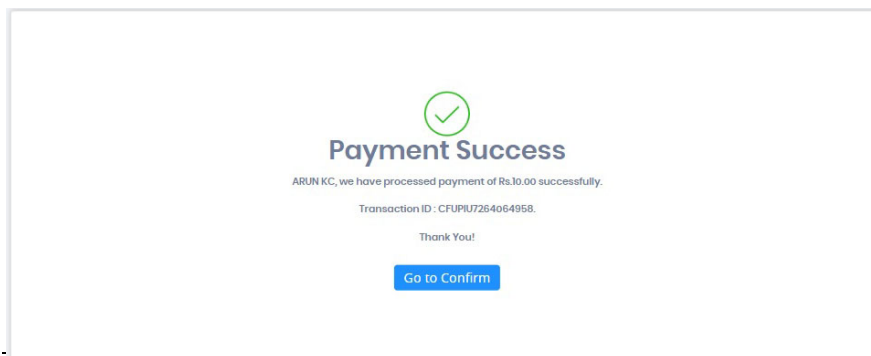 Payment Success
ARUN KC, we have processed payment of Rs.10.00 successfully.
Transaction ID : CFUPIU7264064958.
Thank You!
Go to Confirm